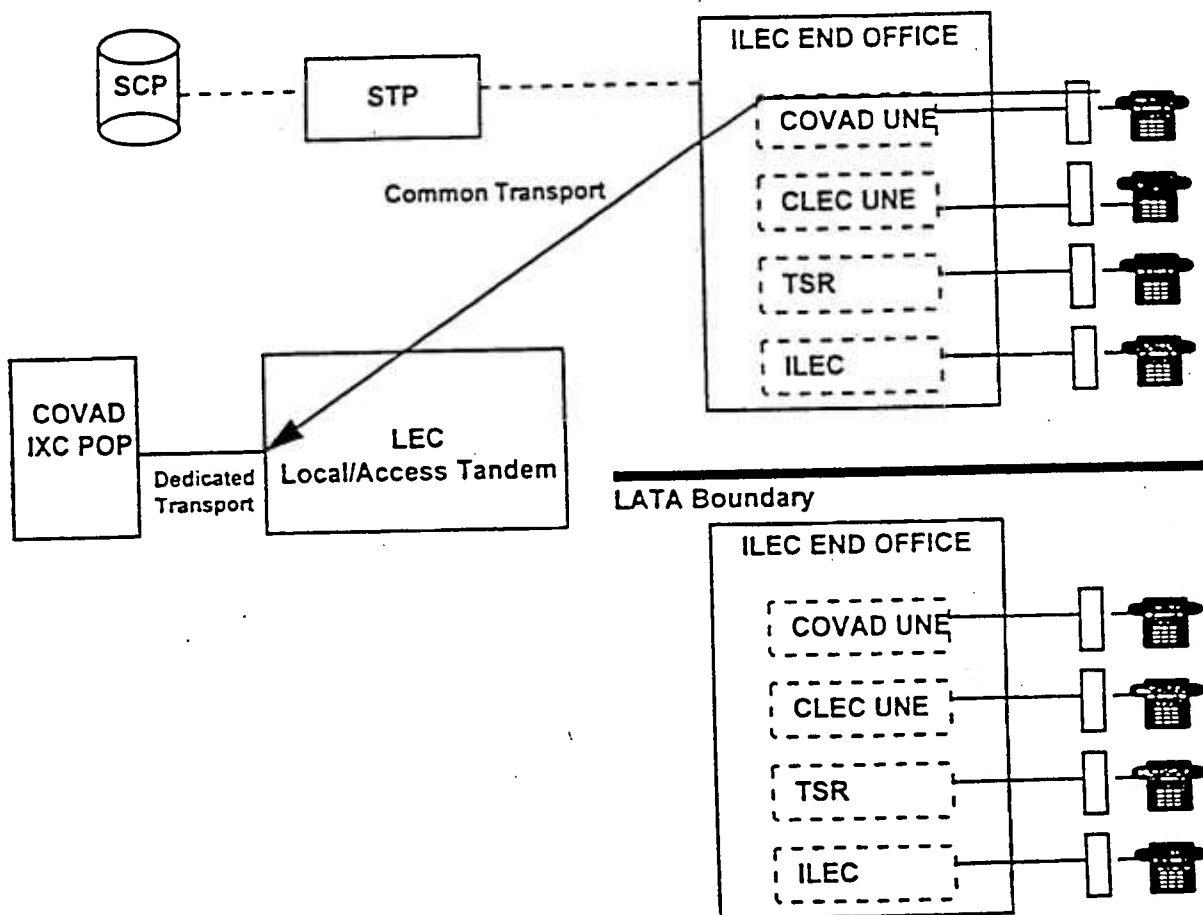 ILEC END OFFICE
SCP
STP
COVAD UNE
Common Transport
CLEC UNE
TSR
ILEC
COVAD
IXC POP
LEC
Local/Access Tandem
Dedicated
Transport
LATA Boundary
ILEC END OFFICE
COVAD UNE
CLEC UNE
TSR
ILEC